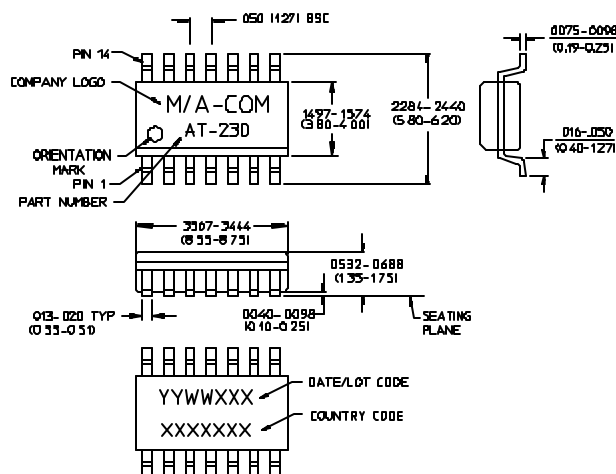 .050 (1.27) BSC
PIN 14
COMPANY LOGO
M/A-COM
AT-230
ORIENTATION
MARK
PIN 1
PART NUMBER
.1497-.1574
(3.80-4.00)
.2284-.2440
(5.80-6.20)
.0075-.0098
(0.19-0.25)
.016-.050
(0.40-1.27)
.3367-.3444
(8.55-8.75)
.0532-.0688
(1.35-1.75)
.013-.020 TYP
(0.33-0.51)
.0040-.0098
(0.10-0.25)
SEATING
PLANE
YYWWXXX
DATE/LOT CODE
XXXXXXX
COUNTRY CODE